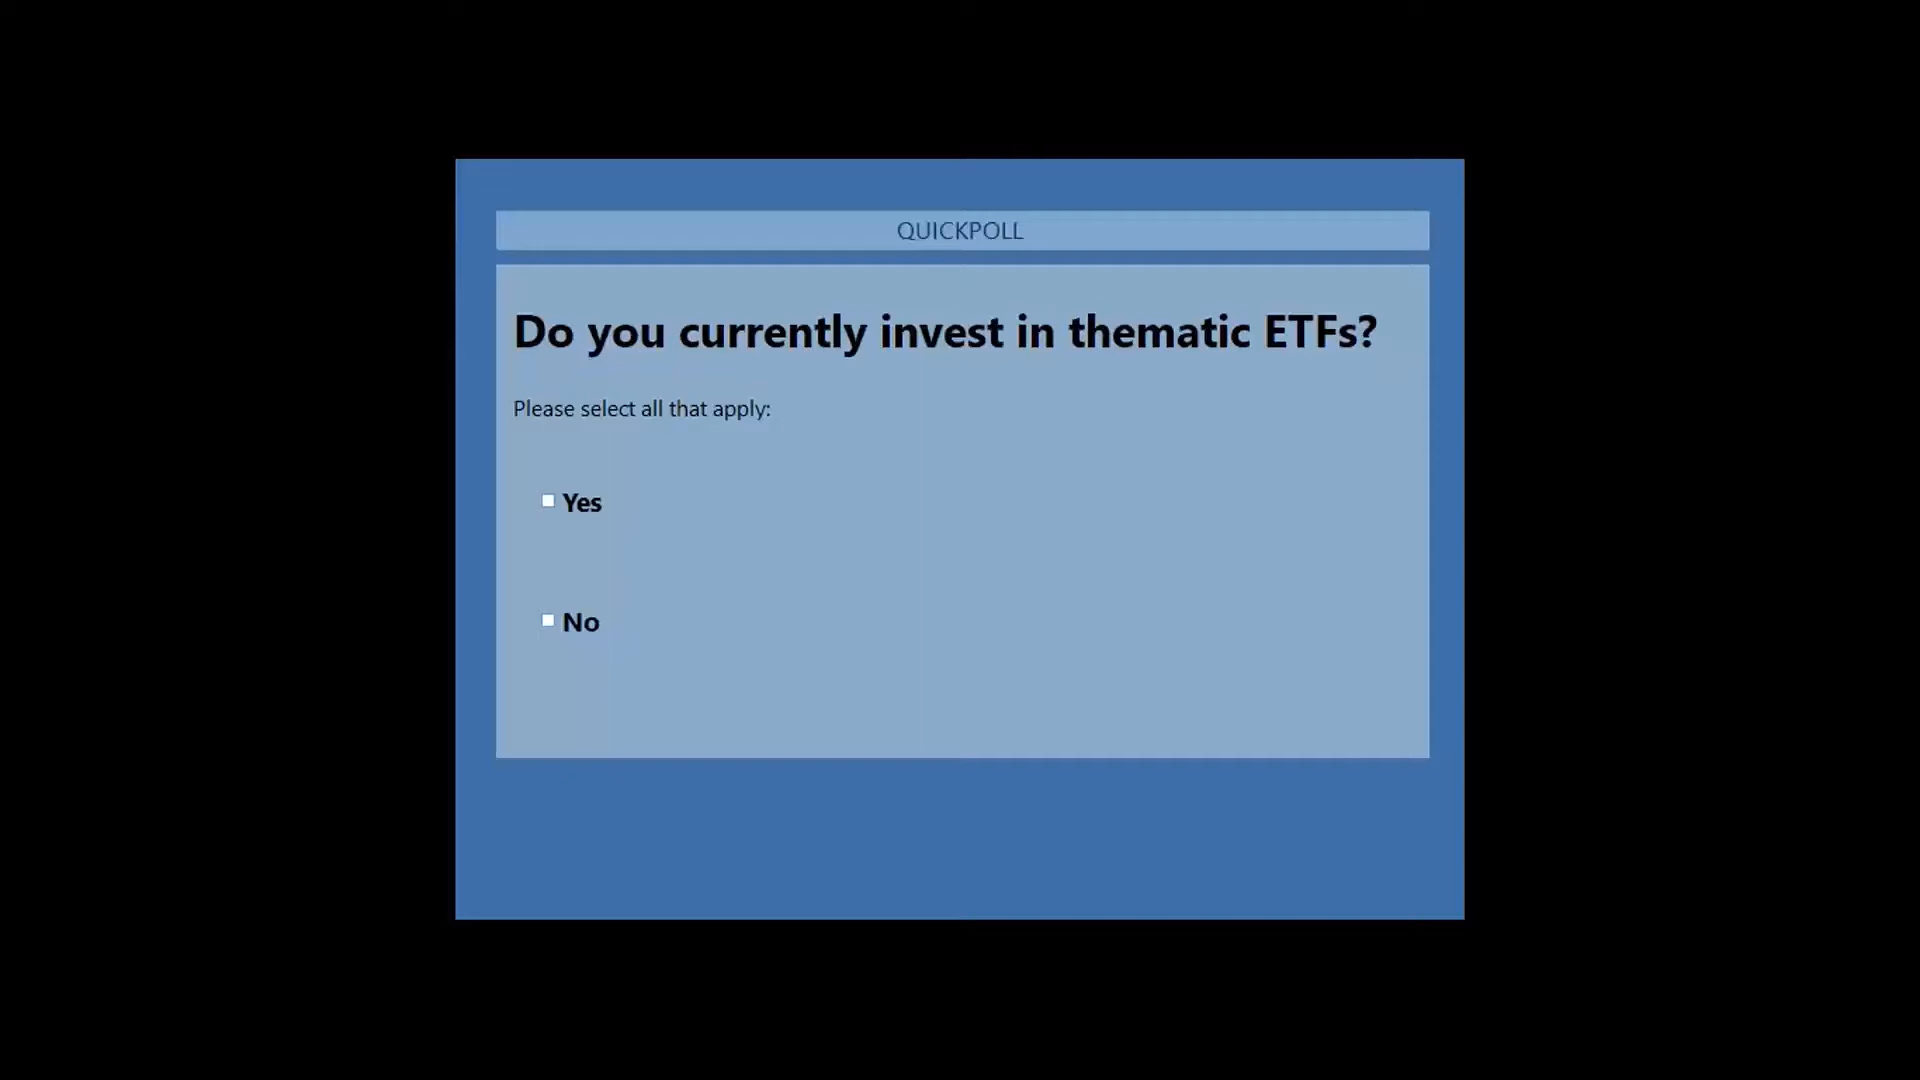 QUICKPOLL
Do you currently invest in thematic ETFs?
Please select all that apply:
Yes
No